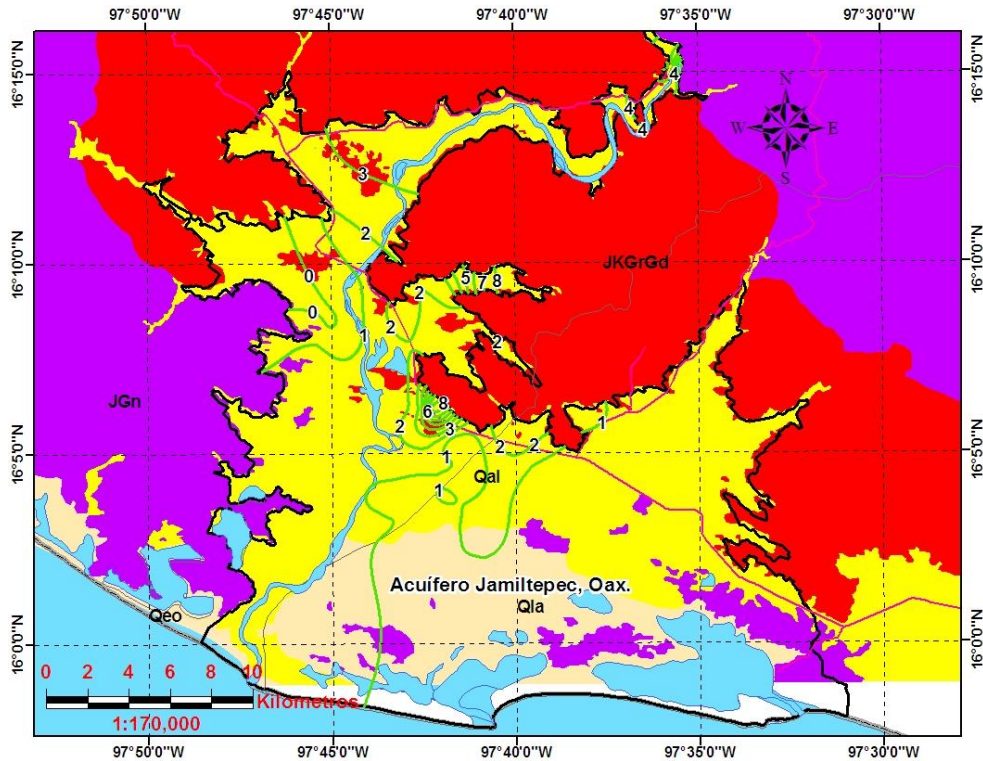 97°50'0"W 97°45'0"W 97°40'0"W 97°35'0"W 97°30'0"W
16°15'0"N 16°15'0"N
4
N
4
W E
4
S
3
2
16°10'0"N 16°10'0"N
0
5 7 8
JKGrGd
2
0
2
1
2
JGn
8
6
1
2 3
2 2
16°5'0"N 16°5'0"N
1
Qal
1
Acuífero Jamiltepec, Oax.
Qla
Qeo
16°0'0"N 16°0'0"N
0 2 4 6 8 10
Kilómetros
1:170,000
97°50'0"W 97°45'0"W 97°40'0"W 97°35'0"W 97°30'0"W